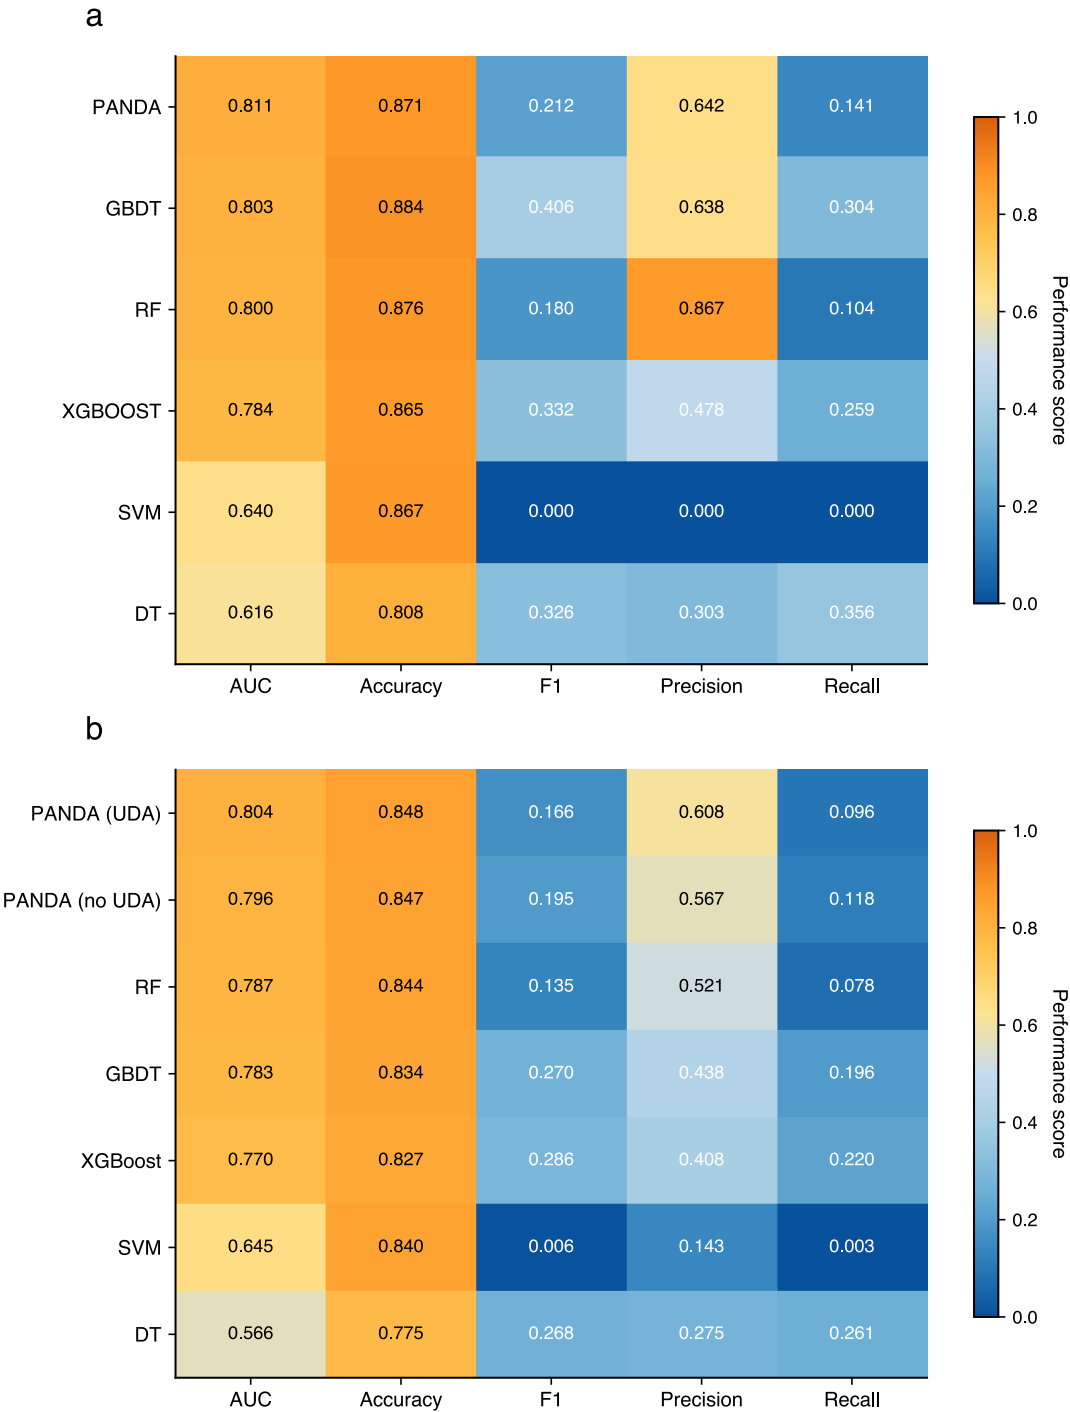 a
PANDA 0.811 0.871 0.212 0.642 0.141
GBDT 0.803 0.884 0.406 0.638 0.304
RF 0.800 0.876 0.180 0.867 0.104
XGBOOST 0.784 0.865 0.332 0.478 0.259
SVM 0.640 0.867 0.000 0.000 0.000
DT 0.616 0.808 0.326 0.303 0.356
AUC Accuracy F1 Precision Recall
1.0
0.8
0.6
0.4
0.2
0.0
Performance score
b
PANDA (UDA) 0.804 0.848 0.166 0.608 0.096
PANDA (no UDA) 0.796 0.847 0.195 0.567 0.118
RF 0.787 0.844 0.135 0.521 0.078
GBDT 0.783 0.834 0.270 0.438 0.196
XGBoost 0.770 0.827 0.286 0.408 0.220
SVM 0.645 0.840 0.006 0.143 0.003
DT 0.566 0.775 0.268 0.275 0.261
AUC Accuracy F1 Precision Recall
1.0
0.8
0.6
0.4
0.2
0.0
Performance score